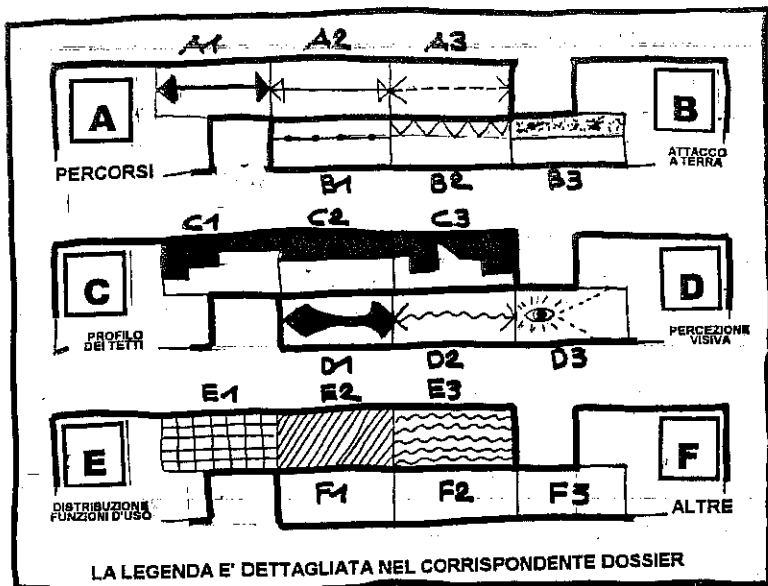 A1 A2 A3
A B
PERCORSI
ATTACCO
A TERRA
B1 B2 B3
C1 C2 C3
C D
PROFILO
DEI TETTI
PERCEZIONE
VISIVA
D1 D2 D3
E1 E2 E3
E F
F1 F2 F3
DISTRIBUZIONE
FUNZIONI D'USO
ALTRE
LA LEGENDA E' DETTAGLIATA NEL CORRISPONDENTE DOSSIER